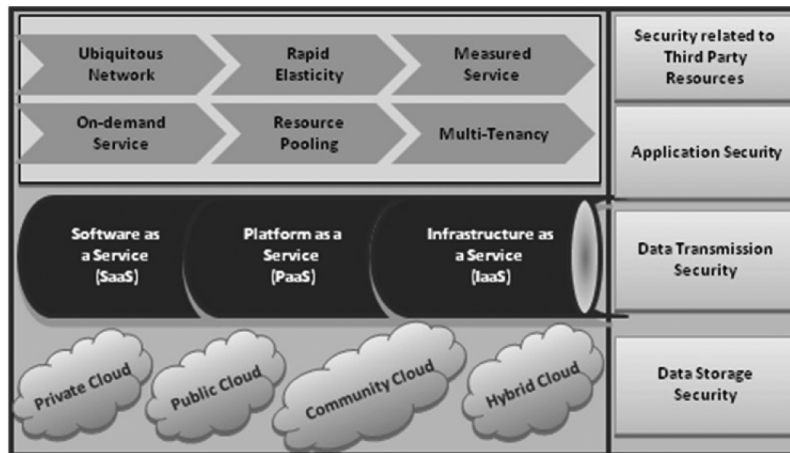 Ubiquitous
Network
Rapid
Elasticity
Measured
Service
On-demand
Service
Resource
Pooling
Multi-Tenancy
Software as
a Service
(SaaS)
Platform as a
Service
(PaaS)
Infrastructure as
a Service
(IaaS)
Private Cloud
Public Cloud
Community Cloud
Hybrid Cloud
Security related to
Third Party
Resources
Application Security
Data Transmission
Security
Data Storage
Security